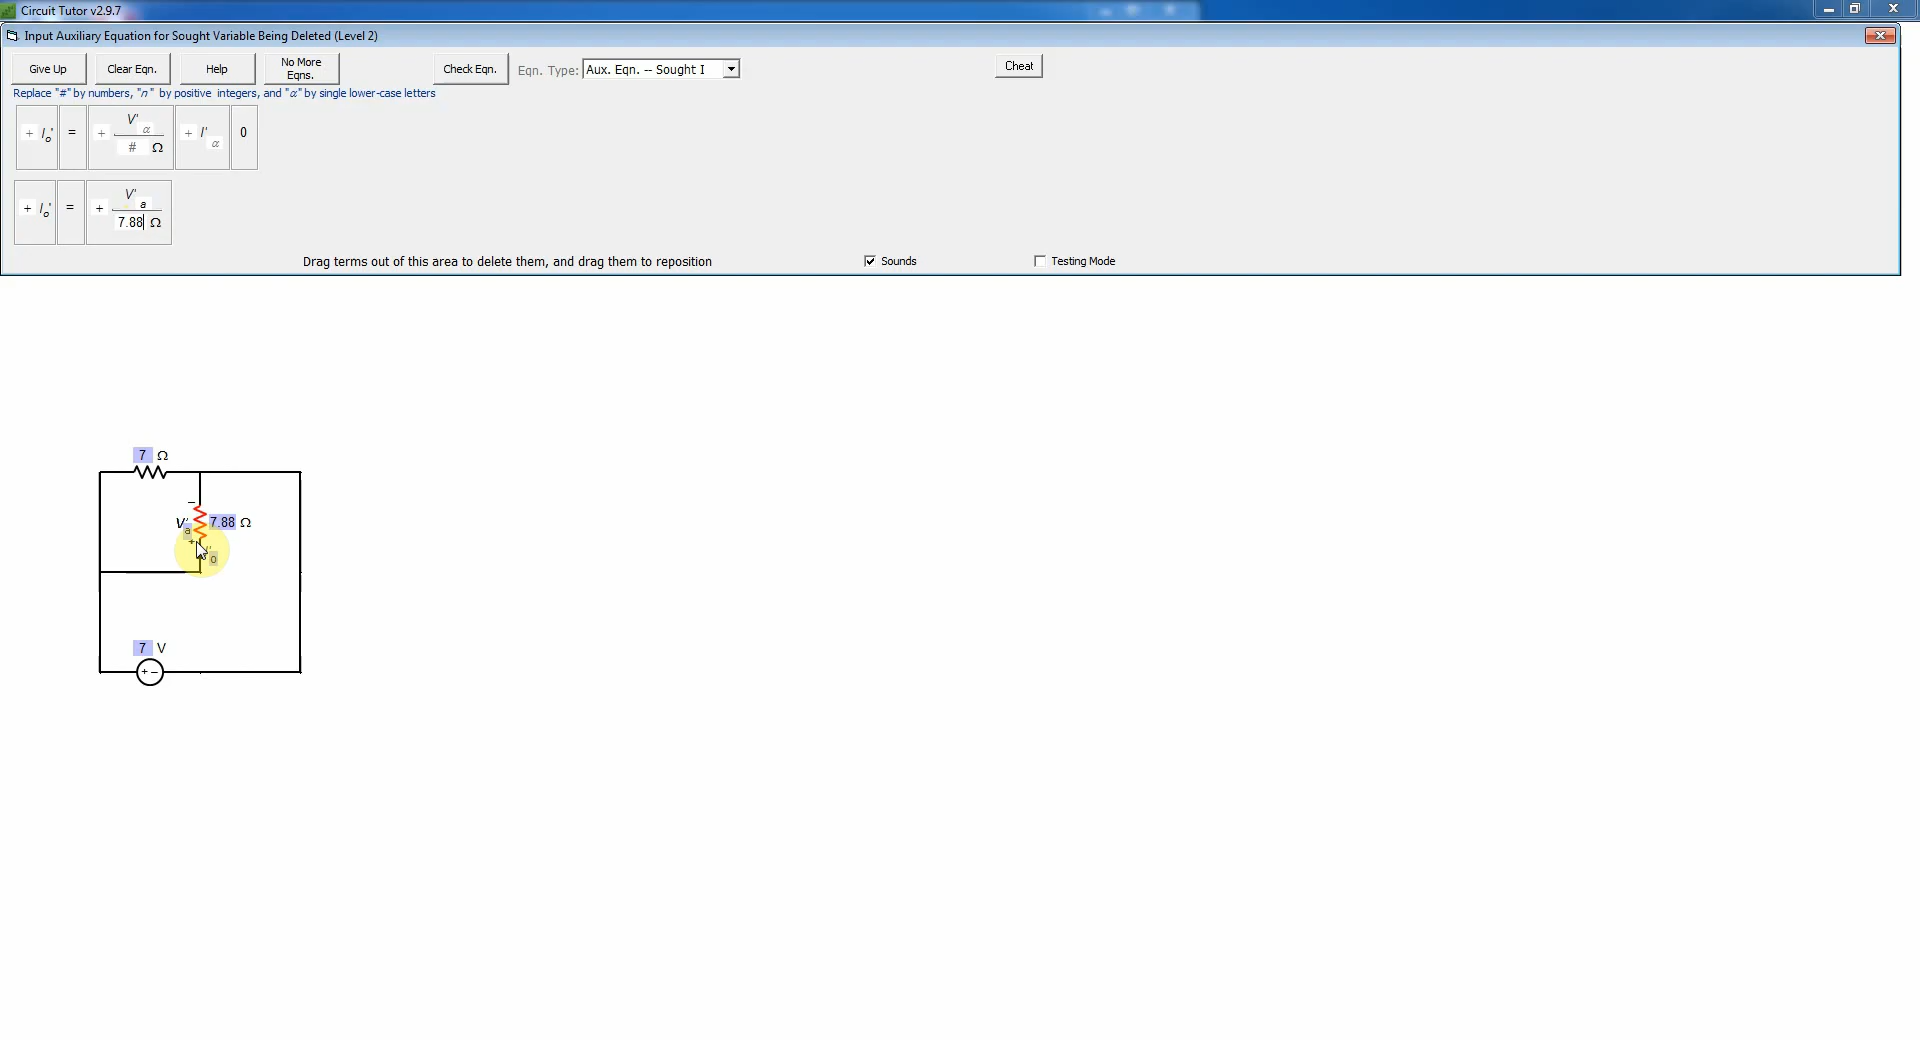 Circuit Tutor v2.9.7
Input Auxiliary Equation for Sought Variable Being Deleted (Level 2)
Give Up
Clear Eqn.
Help
No More
Eqns.
Check Eqn.
Eqn. Type:
Aux. Eqn. -- Sought I
Cheat
Replace "#" by numbers, "n" by positive integers, and "α" by single lower-case letters
+ Io' = + V'α / # Ω + I'α 0
+ Io' = + V'a / 7.88 Ω
Drag terms out of this area to delete them, and drag them to reposition
Sounds
Testing Mode
7 Ω
−
V'a
7.88 Ω
+
o
7 V
+ −